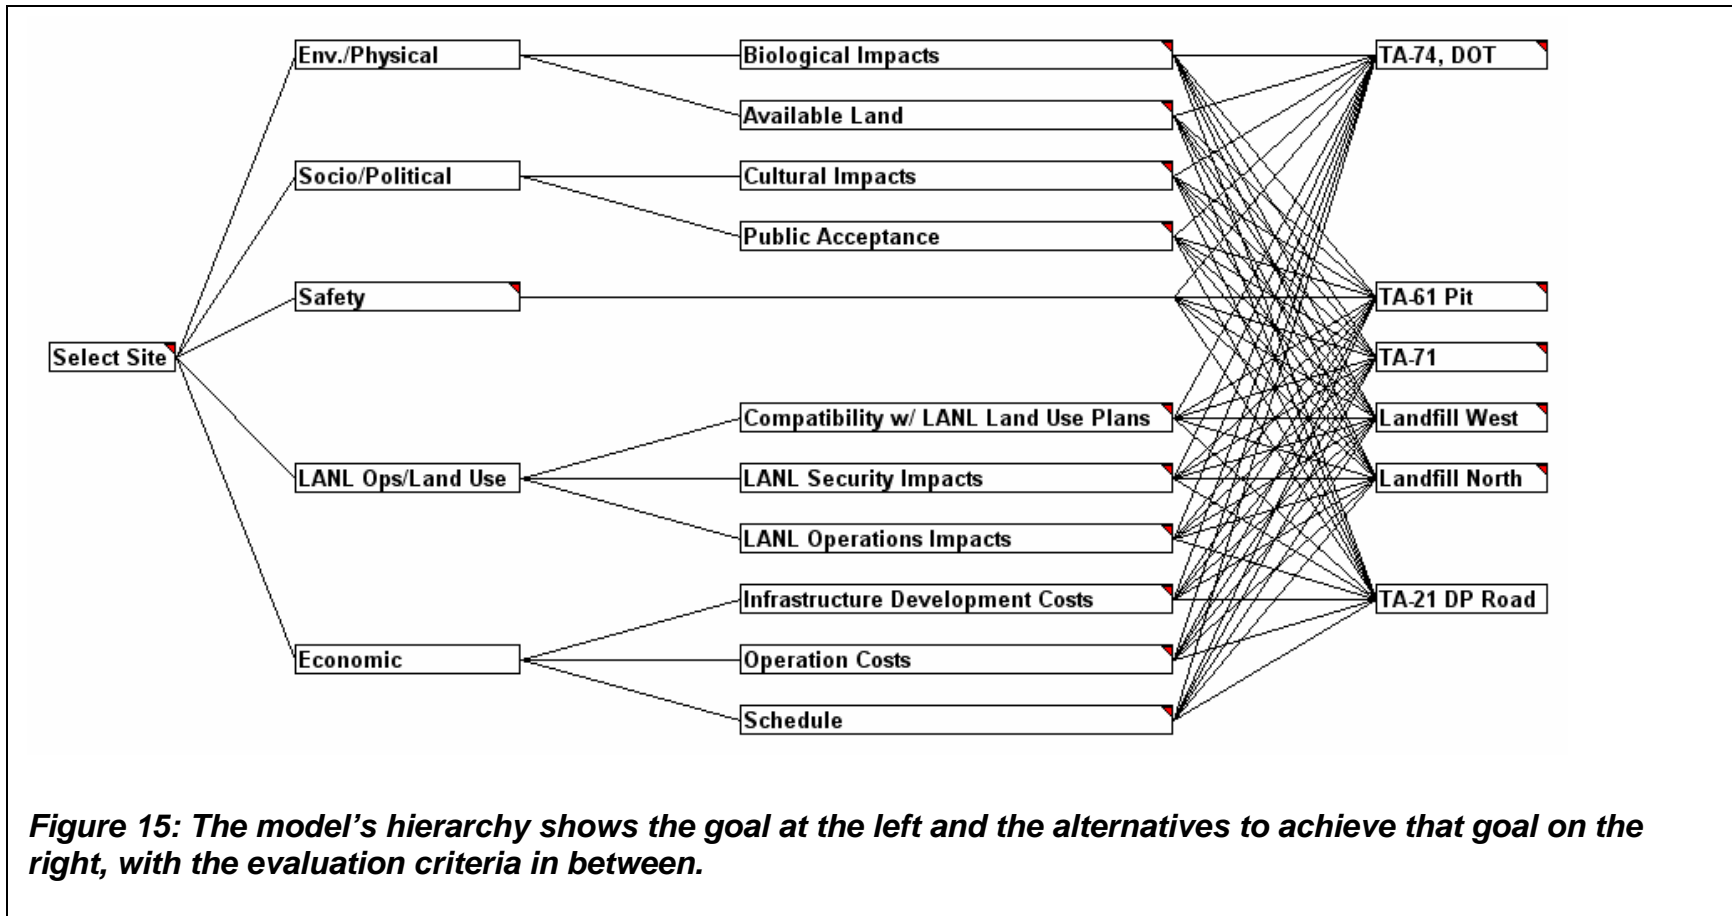 Env./Physical
Biological Impacts
TA-74, DOT
Available Land
Socio/Political
Cultural Impacts
Public Acceptance
Safety
TA-61 Pit
Select Site
TA-71
Compatibility w/ LANL Land Use Plans
Landfill West
LANL Ops/Land Use
LANL Security Impacts
Landfill North
LANL Operations Impacts
Infrastructure Development Costs
TA-21 DP Road
Economic
Operation Costs
Schedule
Figure 15: The model’s hierarchy shows the goal at the left and the alternatives to achieve that goal on the
right, with the evaluation criteria in between.